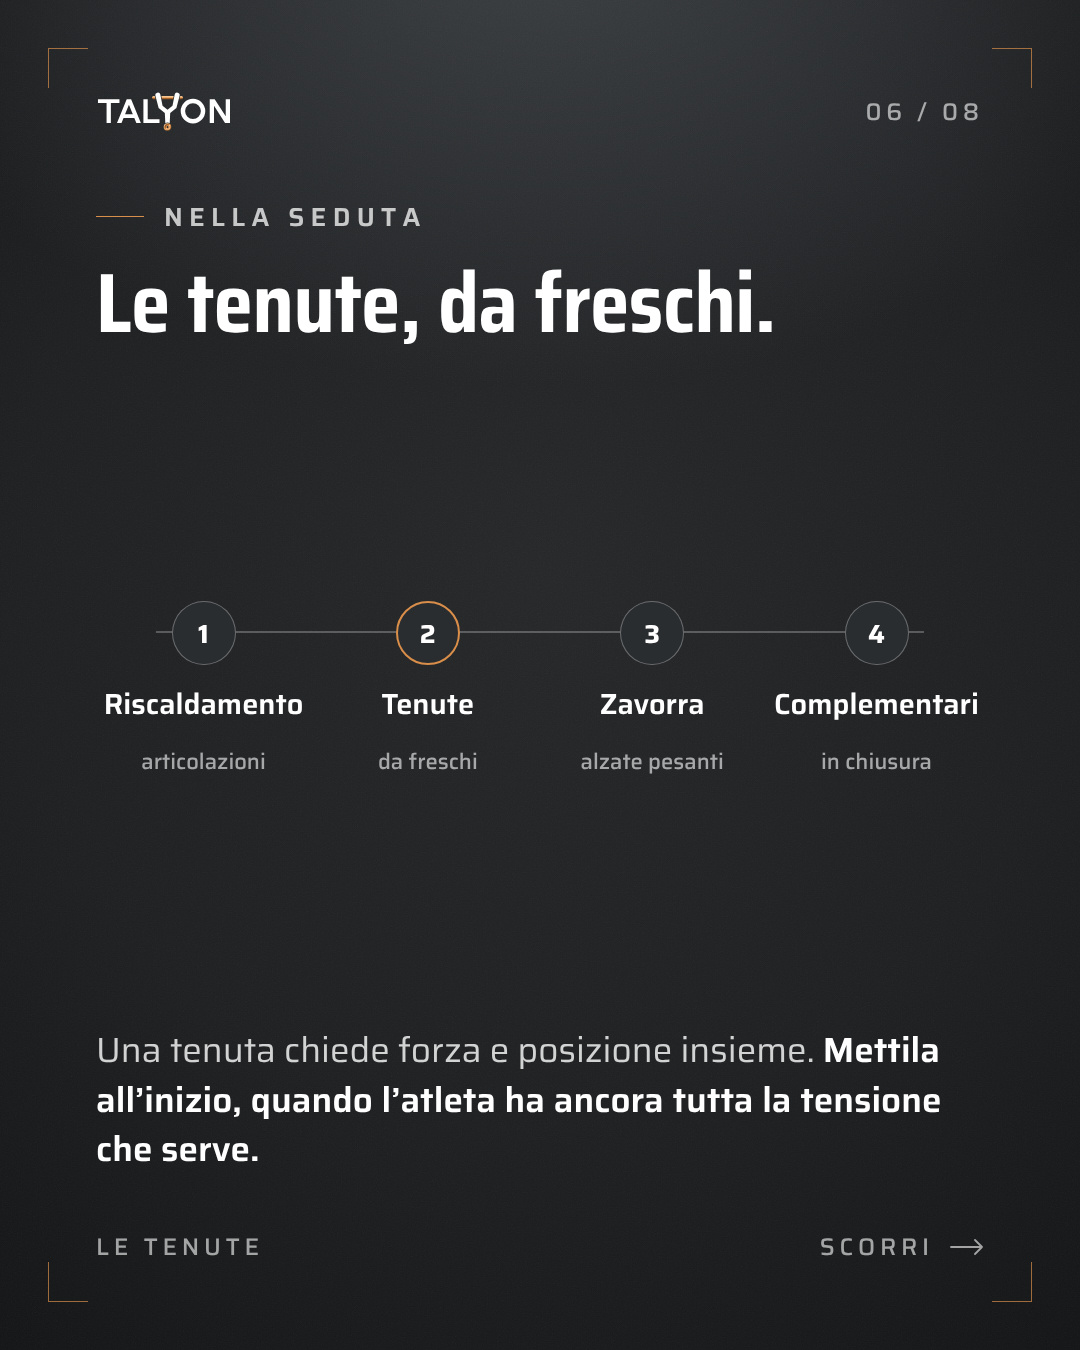 TALYON
06 / 08
NELLA SEDUTA
Le tenute, da freschi.
1 2 3 4
Riscaldamento Tenute Zavorra Complementari
articolazioni da freschi alzate pesanti in chiusura
Una tenuta chiede forza e posizione insieme. Mettila
all’inizio, quando l’atleta ha ancora tutta la tensione
che serve.
LE TENUTE
SCORRI